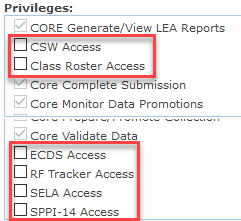 Privileges:
CORE Generate/View LEA Reports
CSW Access
Class Roster Access
Core Complete Submission
Core Monitor Data Promotions
Core Prepare/Promote Collection
Core Validate Data
ECDS Access
RF Tracker Access
SELA Access
SPPI-14 Access